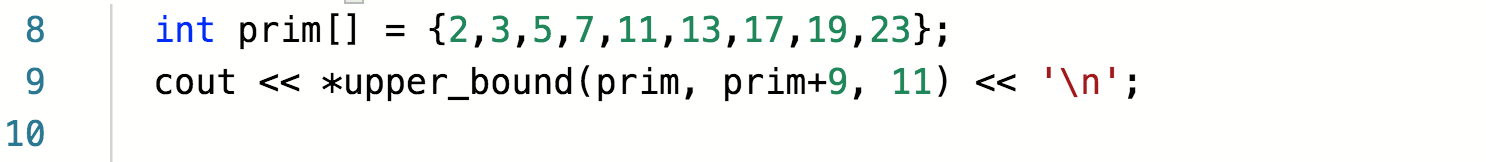 8 int prim[] = {2,3,5,7,11,13,17,19,23};
9 cout << *upper_bound(prim, prim+9, 11) << '\n';
10